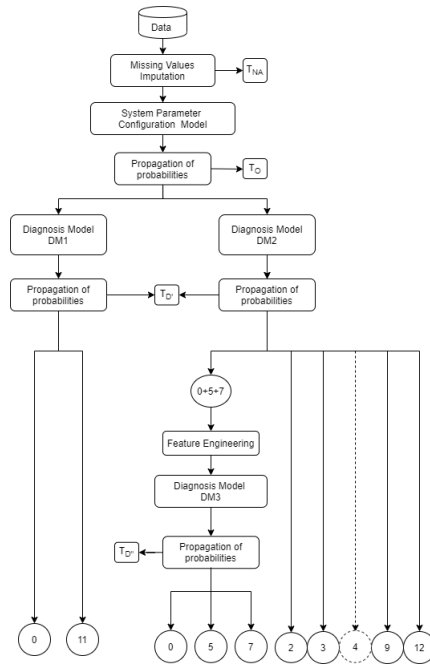 Data
Missing Values
Imputation
T_NA
System Parameter
Configuration Model
Propagation of
probabilities
T_O
Diagnosis Model
DM1
Diagnosis Model
DM2
Propagation of
probabilities
T_D'
Propagation of
probabilities
0+5+7
Feature Engineering
Diagnosis Model
DM3
T_D"
Propagation of
probabilities
0
11
0
5
7
2
3
4
9
12